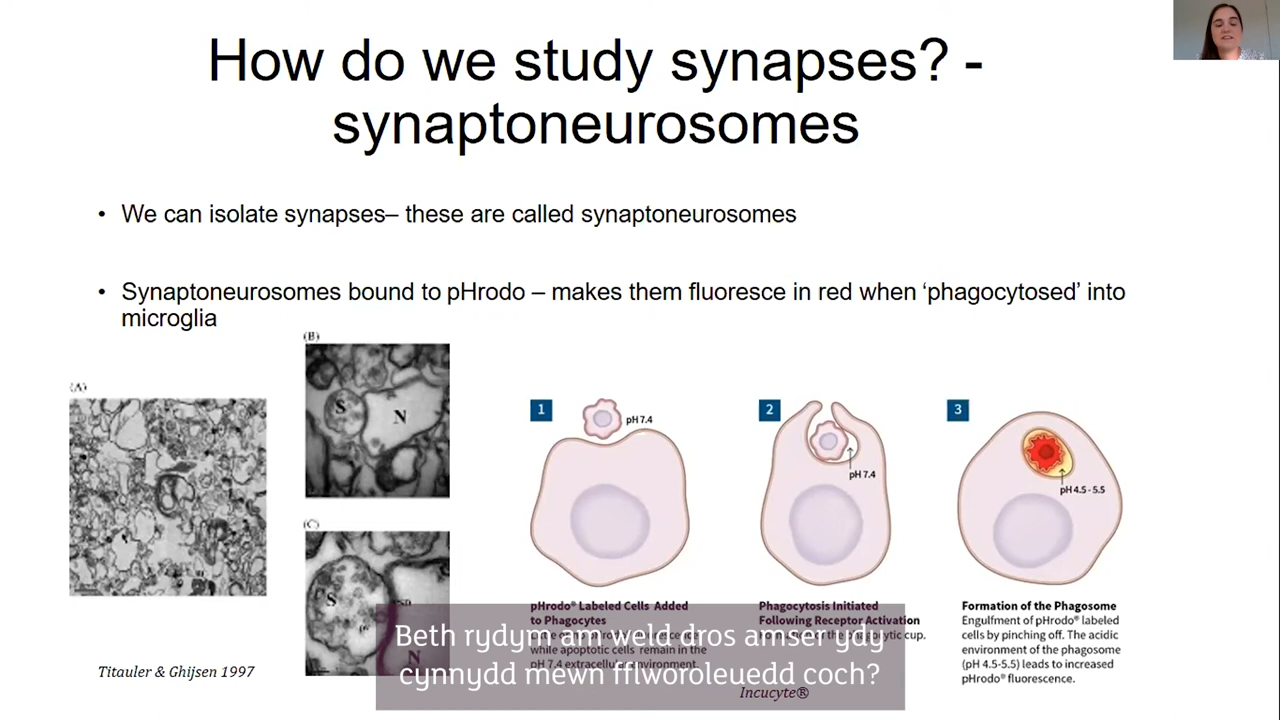 How do we study synapses? -
synaptoneurosomes
• We can isolate synapses– these are called synaptoneurosomes
• Synaptoneurosomes bound to pHrodo – makes them fluoresce in red when ‘phagocytosed’ into
microglia
(A)
(B)
S
N
(C)
S
N
Titauler & Ghijsen 1997
1
pH 7.4
pHrodo® Labeled Cells Added
to Phagocytes
while apoptotic cells remain in the
pH 7.4 extracellular environment.
2
pH 7.4
Phagocytosis Initiated
Following Receptor Activation
cup.
3
pH 4.5 - 5.5
Formation of the Phagosome
Engulfment of pHrodo® labeled
cells by pinching off. The acidic
environment of the phagosome
(pH 4.5-5.5) leads to increased
pHrodo® fluorescence.
Incucyte®
Beth rydym am weld dros amser ydy
cynnydd mewn fflworoleuedd coch?